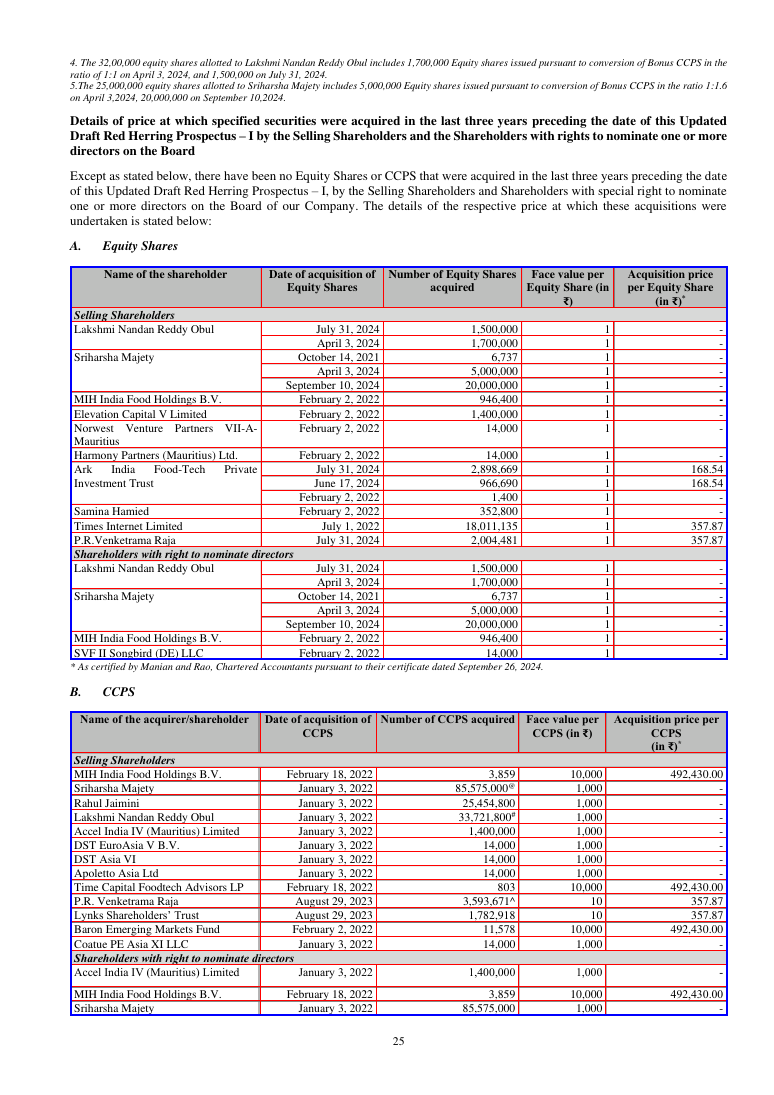 4. The 32,00,000 equity shares allotted to Lakshmi Nandan Reddy Obul includes 1,700,000 Equity shares issued pursuant to conversion of Bonus CCPS in the
ratio of 1:1 on April 3, 2024, and 1,500,000 on July 31, 2024.
5.The 25,000,000 equity shares allotted to Sriharsha Majety includes 5,000,000 Equity shares issued pursuant to conversion of Bonus CCPS in the ratio 1:1.6
on April 3,2024, 20,000,000 on September 10,2024.
Details of price at which specified securities were acquired in the last three years preceding the date of this Updated
Draft Red Herring Prospectus – I by the Selling Shareholders and the Shareholders with rights to nominate one or more
directors on the Board
Except as stated below, there have been no Equity Shares or CCPS that were acquired in the last three years preceding the date
of this Updated Draft Red Herring Prospectus – I, by the Selling Shareholders and Shareholders with special right to nominate
one or more directors on the Board of our Company. The details of the respective price at which these acquisitions were
undertaken is stated below:
A. Equity Shares
Name of the shareholder Date of acquisition of Number of Equity Shares Face value per Acquisition price
Equity Shares acquired Equity Share (in per Equity Share
₹) (in ₹)*
Selling Shareholders
Lakshmi Nandan Reddy Obul July 31, 2024 1,500,000 1 -
April 3, 2024 1,700,000 1 -
Sriharsha Majety October 14, 2021 6,737 1 -
April 3, 2024 5,000,000 1 -
September 10, 2024 20,000,000 1 -
MIH India Food Holdings B.V. February 2, 2022 946,400 1 -
Elevation Capital V Limited February 2, 2022 1,400,000 1 -
Norwest Venture Partners VII-A- February 2, 2022 14,000 1 -
Mauritius
Harmony Partners (Mauritius) Ltd. February 2, 2022 14,000 1 -
Ark India Food-Tech Private July 31, 2024 2,898,669 1 168.54
Investment Trust June 17, 2024 966,690 1 168.54
February 2, 2022 1,400 1 -
Samina Hamied February 2, 2022 352,800 1 -
Times Internet Limited July 1, 2022 18,011,135 1 357.87
P.R.Venketrama Raja July 31, 2024 2,004,481 1 357.87
Shareholders with right to nominate directors
Lakshmi Nandan Reddy Obul July 31, 2024 1,500,000 1 -
April 3, 2024 1,700,000 1 -
Sriharsha Majety October 14, 2021 6,737 1 -
April 3, 2024 5,000,000 1 -
September 10, 2024 20,000,000 1 -
MIH India Food Holdings B.V. February 2, 2022 946,400 1 -
SVF II Songbird (DE) LLC February 2, 2022 14,000 1 -
* As certified by Manian and Rao, Chartered Accountants pursuant to their certificate dated September 26, 2024.
B. CCPS
Name of the acquirer/shareholder Date of acquisition of Number of CCPS acquired Face value per Acquisition price per
CCPS CCPS (in ₹) CCPS
(in ₹)*
Selling Shareholders
MIH India Food Holdings B.V. February 18, 2022 3,859 10,000 492,430.00
Sriharsha Majety January 3, 2022 85,575,000@ 1,000 -
Rahul Jaimini January 3, 2022 25,454,800 1,000 -
Lakshmi Nandan Reddy Obul January 3, 2022 33,721,800# 1,000 -
Accel India IV (Mauritius) Limited January 3, 2022 1,400,000 1,000 -
DST EuroAsia V B.V. January 3, 2022 14,000 1,000 -
DST Asia VI January 3, 2022 14,000 1,000 -
Apoletto Asia Ltd January 3, 2022 14,000 1,000 -
Time Capital Foodtech Advisors LP February 18, 2022 803 10,000 492,430.00
P.R. Venketrama Raja August 29, 2023 3,593,671^ 10 357.87
Lynks Shareholders' Trust August 29, 2023 1,782,918 10 357.87
Baron Emerging Markets Fund February 2, 2022 11,578 10,000 492,430.00
Coatue PE Asia XI LLC January 3, 2022 14,000 1,000 -
Shareholders with right to nominate directors
Accel India IV (Mauritius) Limited January 3, 2022 1,400,000 1,000 -
MIH India Food Holdings B.V. February 18, 2022 3,859 10,000 492,430.00
Sriharsha Majety January 3, 2022 85,575,000 1,000 -
25